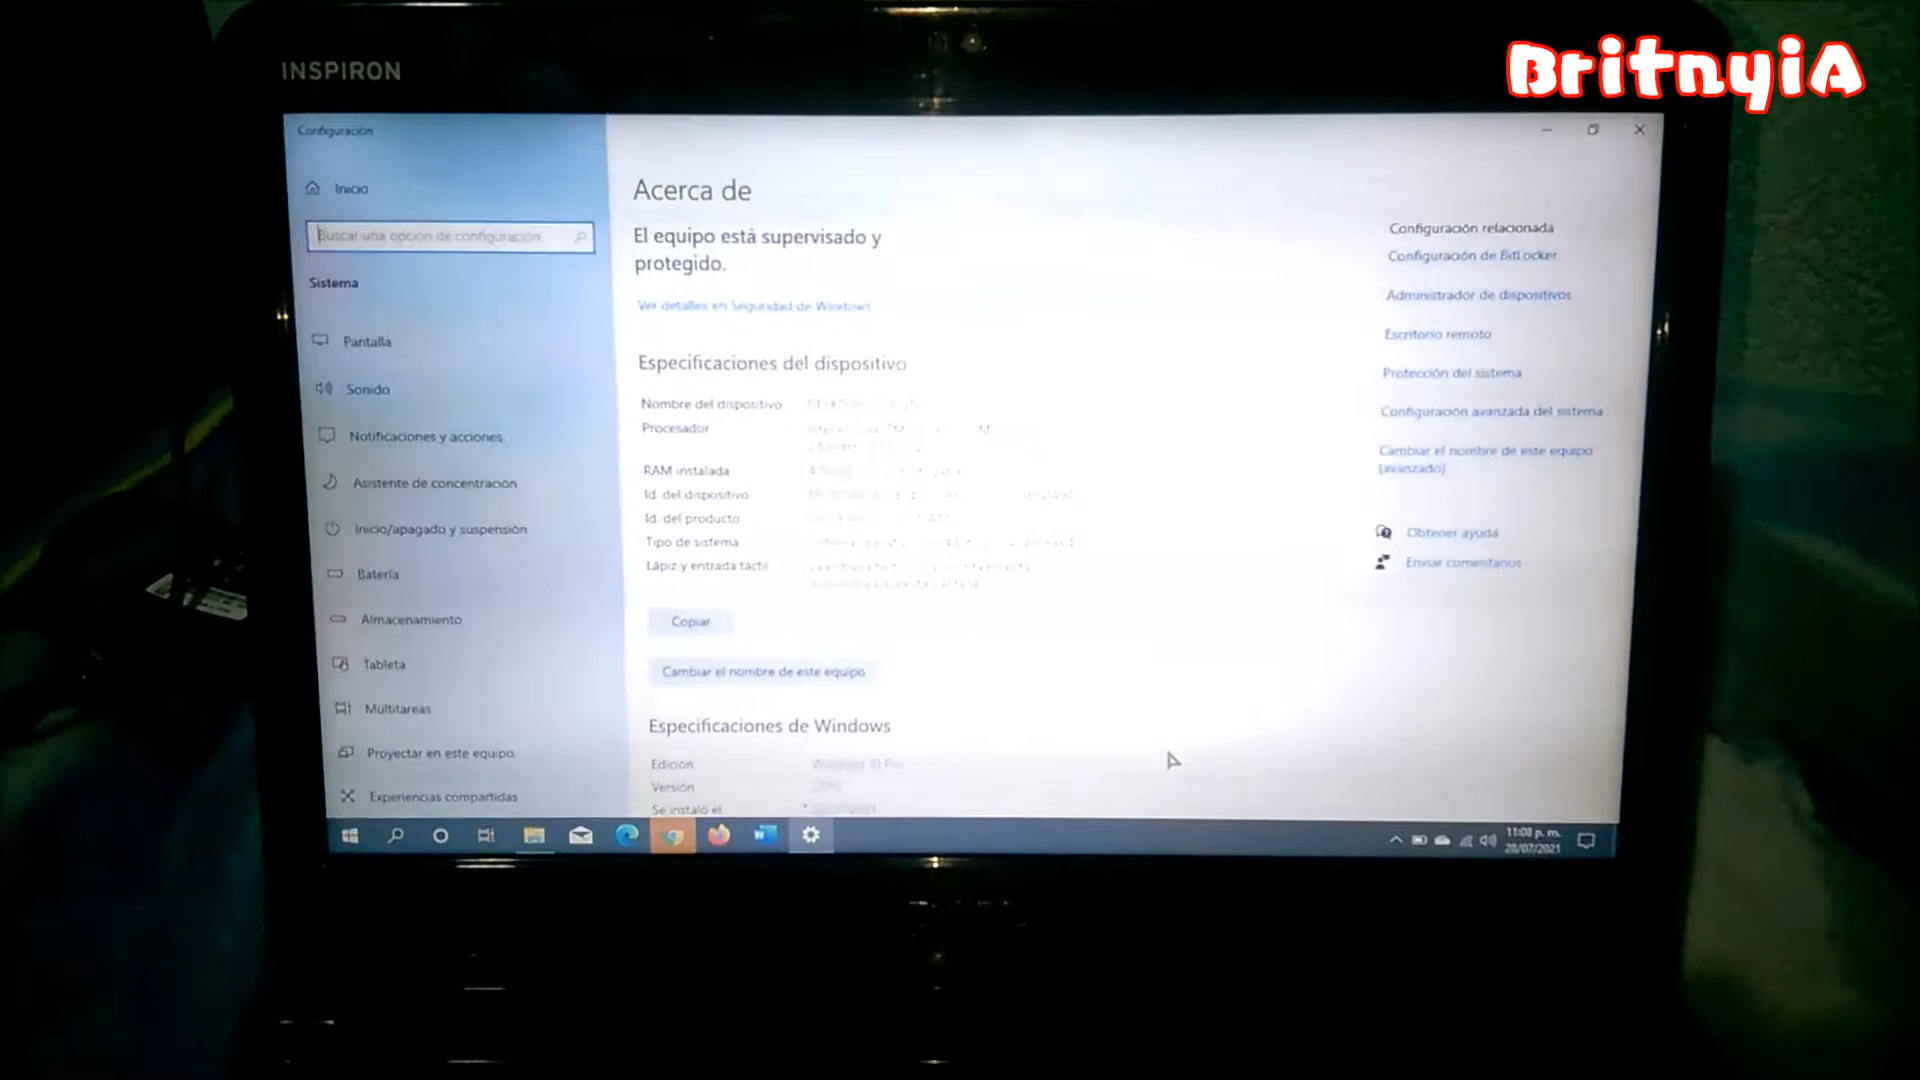 BritnyiA
INSPIRON
Configuración
Inicio
Buscar una opción de configuración
Sistema
Pantalla
Sonido
Notificaciones y acciones
Asistente de concentración
Inicio/apagado y suspensión
Batería
Almacenamiento
Tableta
Multitareas
Proyectar en este equipo
Experiencias compartidas
Acerca de
El equipo está supervisado y
protegido.
Ver detalles en Seguridad de Windows
Especificaciones del dispositivo
Nombre del dispositivo
Procesador
RAM instalada
Id. del dispositivo
Id. del producto
Tipo de sistema
Lápiz y entrada táctil
Copiar
Cambiar el nombre de este equipo
Especificaciones de Windows
Edición Windows 10 Pro
Versión
Se instaló el
Configuración relacionada
Configuración de BitLocker
Administrador de dispositivos
Escritorio remoto
Protección del sistema
Configuración avanzada del sistema
Cambiar el nombre de este equipo
(avanzado)
Obtener ayuda
Enviar comentarios
11:03 p. m.
28/07/2021